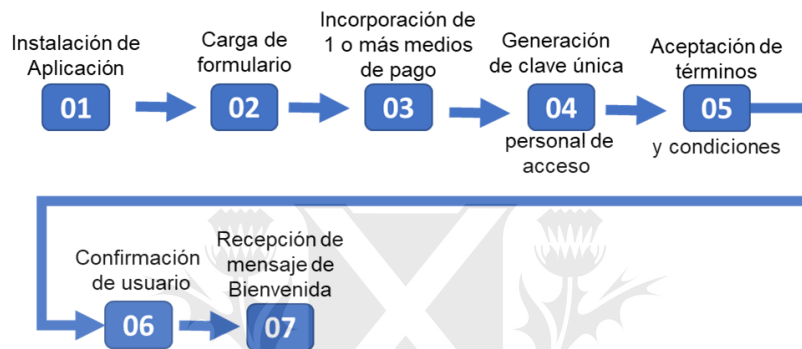 Instalación de
Aplicación
01
Carga de
formulario
02
Incorporación de
1 o más medios
de pago
03
Generación
de clave única
04
personal de
acceso
Aceptación de
términos
05
y condiciones
Confirmación
de usuario
06
Recepción de
mensaje de
Bienvenida
07